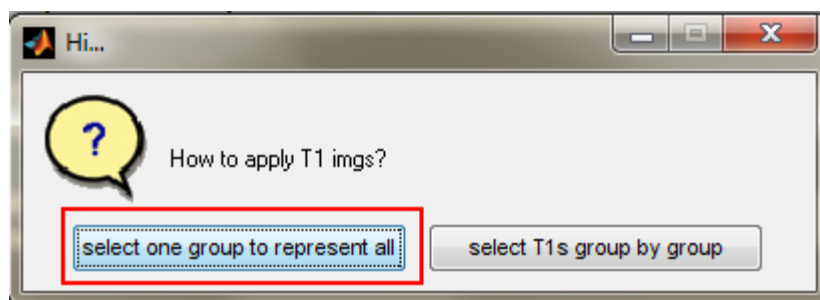 Hi...
?
How to apply T1 imgs?
select one group to represent all
select T1s group by group